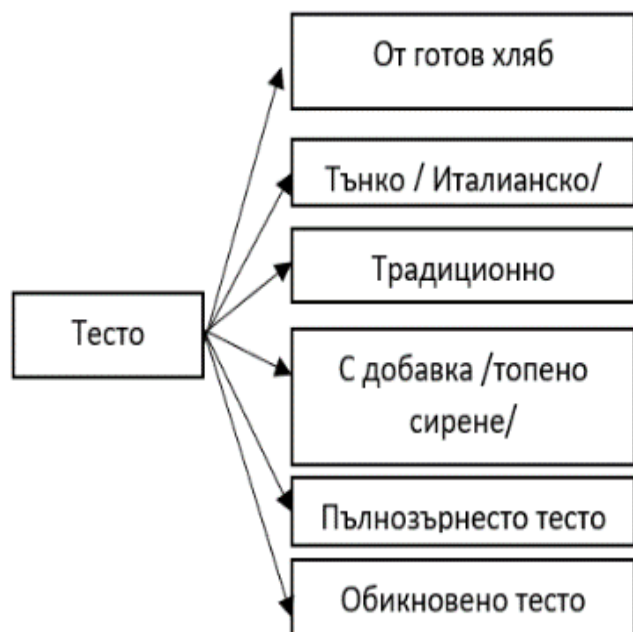 От готов хляб
Тънко / Италианско/
Традиционно
Тесто
С добавка /топено
сирене/
Пълнозърнесто тесто
Обикновено тесто